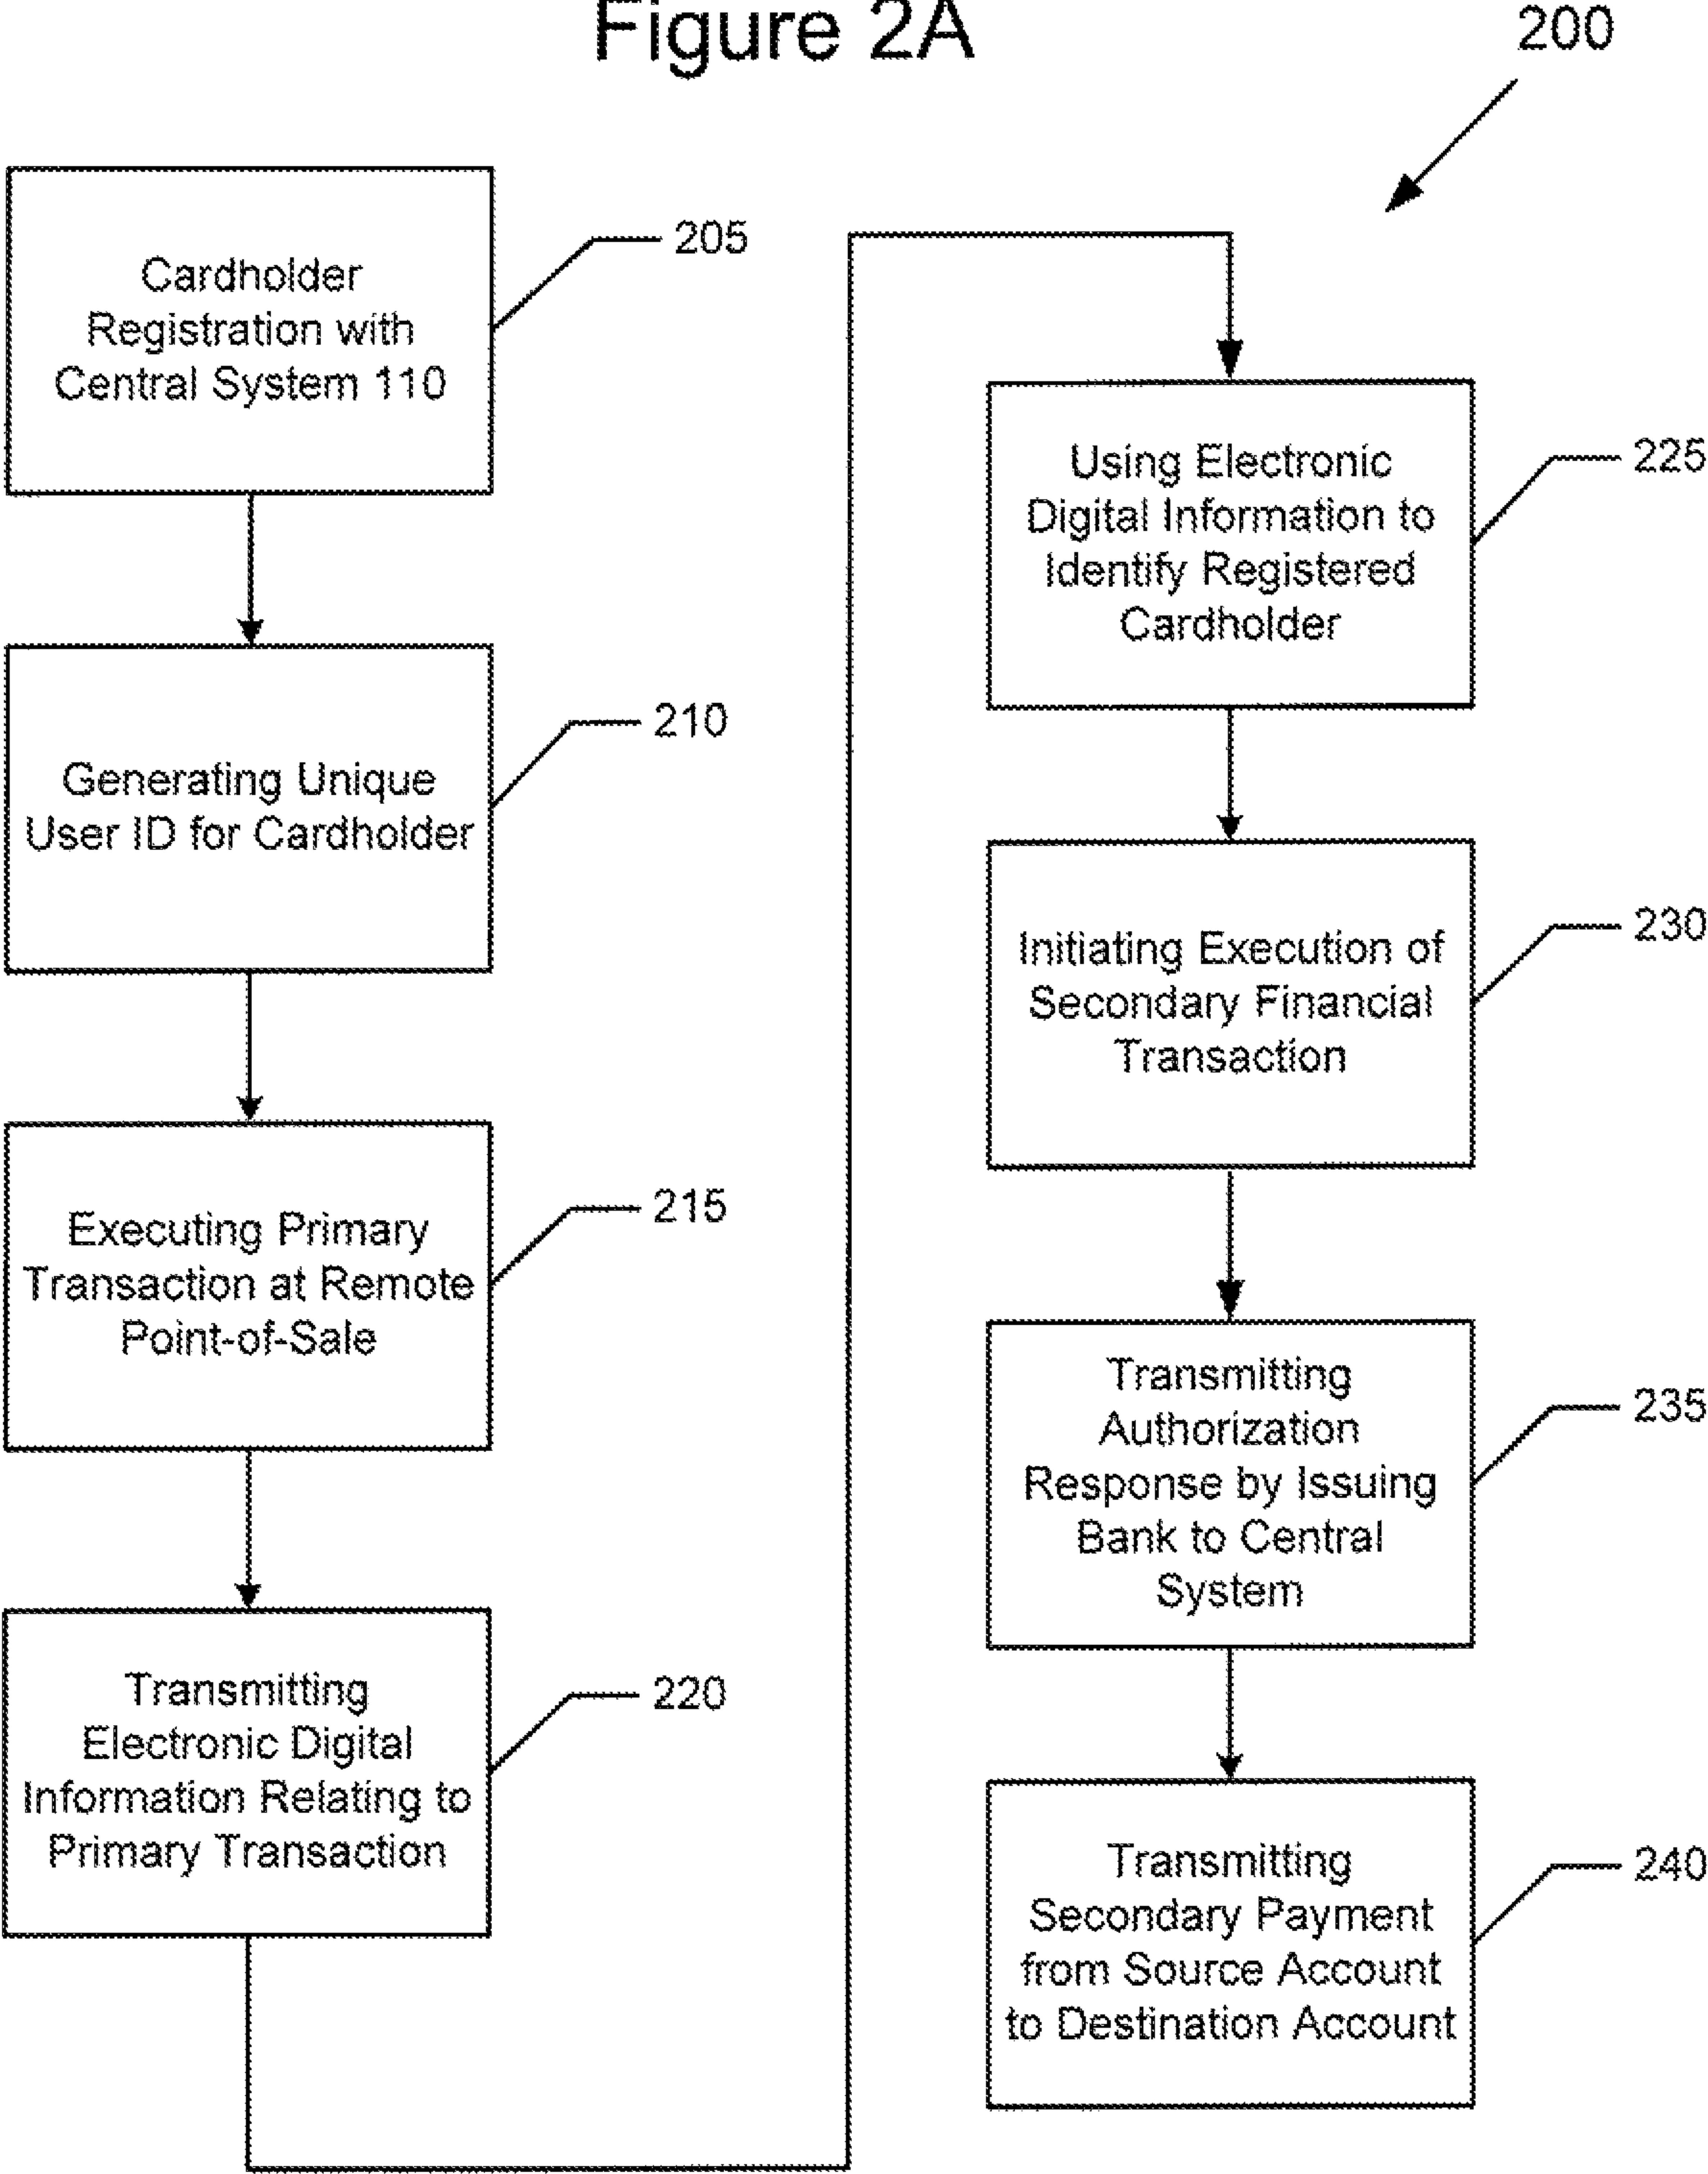 Figure 2A
200
Cardholder
Registration with
Central System 110
205
Generating Unique
User ID for Cardholder
210
Executing Primary
Transaction at Remote
Point-of-Sale
215
Transmitting
Electronic Digital
Information Relating to
Primary Transaction
220
Using Electronic
Digital Information to
Identify Registered
Cardholder
225
Initiating Execution of
Secondary Financial
Transaction
230
Transmitting
Authorization
Response by Issuing
Bank to Central
System
235
Transmitting
Secondary Payment
from Source Account
to Destination Account
240